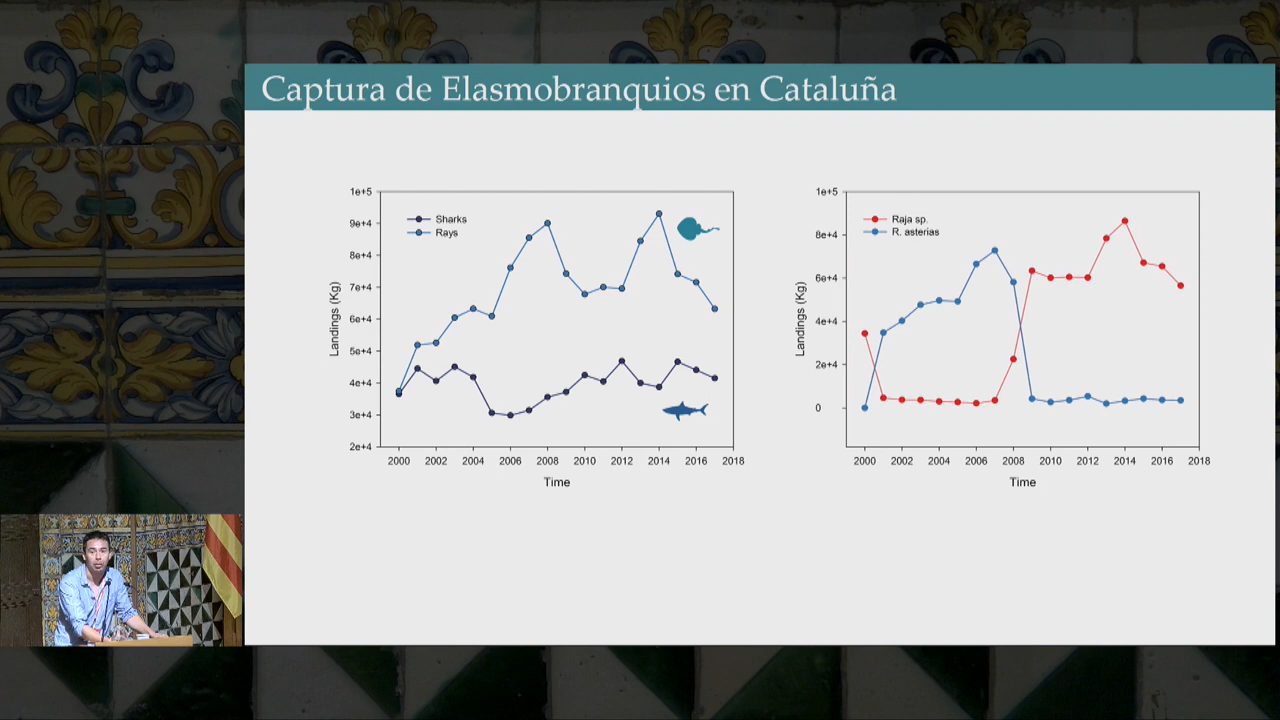 Captura de Elasmobranquios en Cataluña
1e+5
9e+4
8e+4
7e+4
6e+4
5e+4
4e+4
3e+4
2e+4
Landings (Kg)
Sharks
Rays
2000 2002 2004 2006 2008 2010 2012 2014 2016 2018
Time
1e+5
8e+4
6e+4
4e+4
2e+4
0
Landings (Kg)
Raja sp.
R. asterias
2000 2002 2004 2006 2008 2010 2012 2014 2016 2018
Time